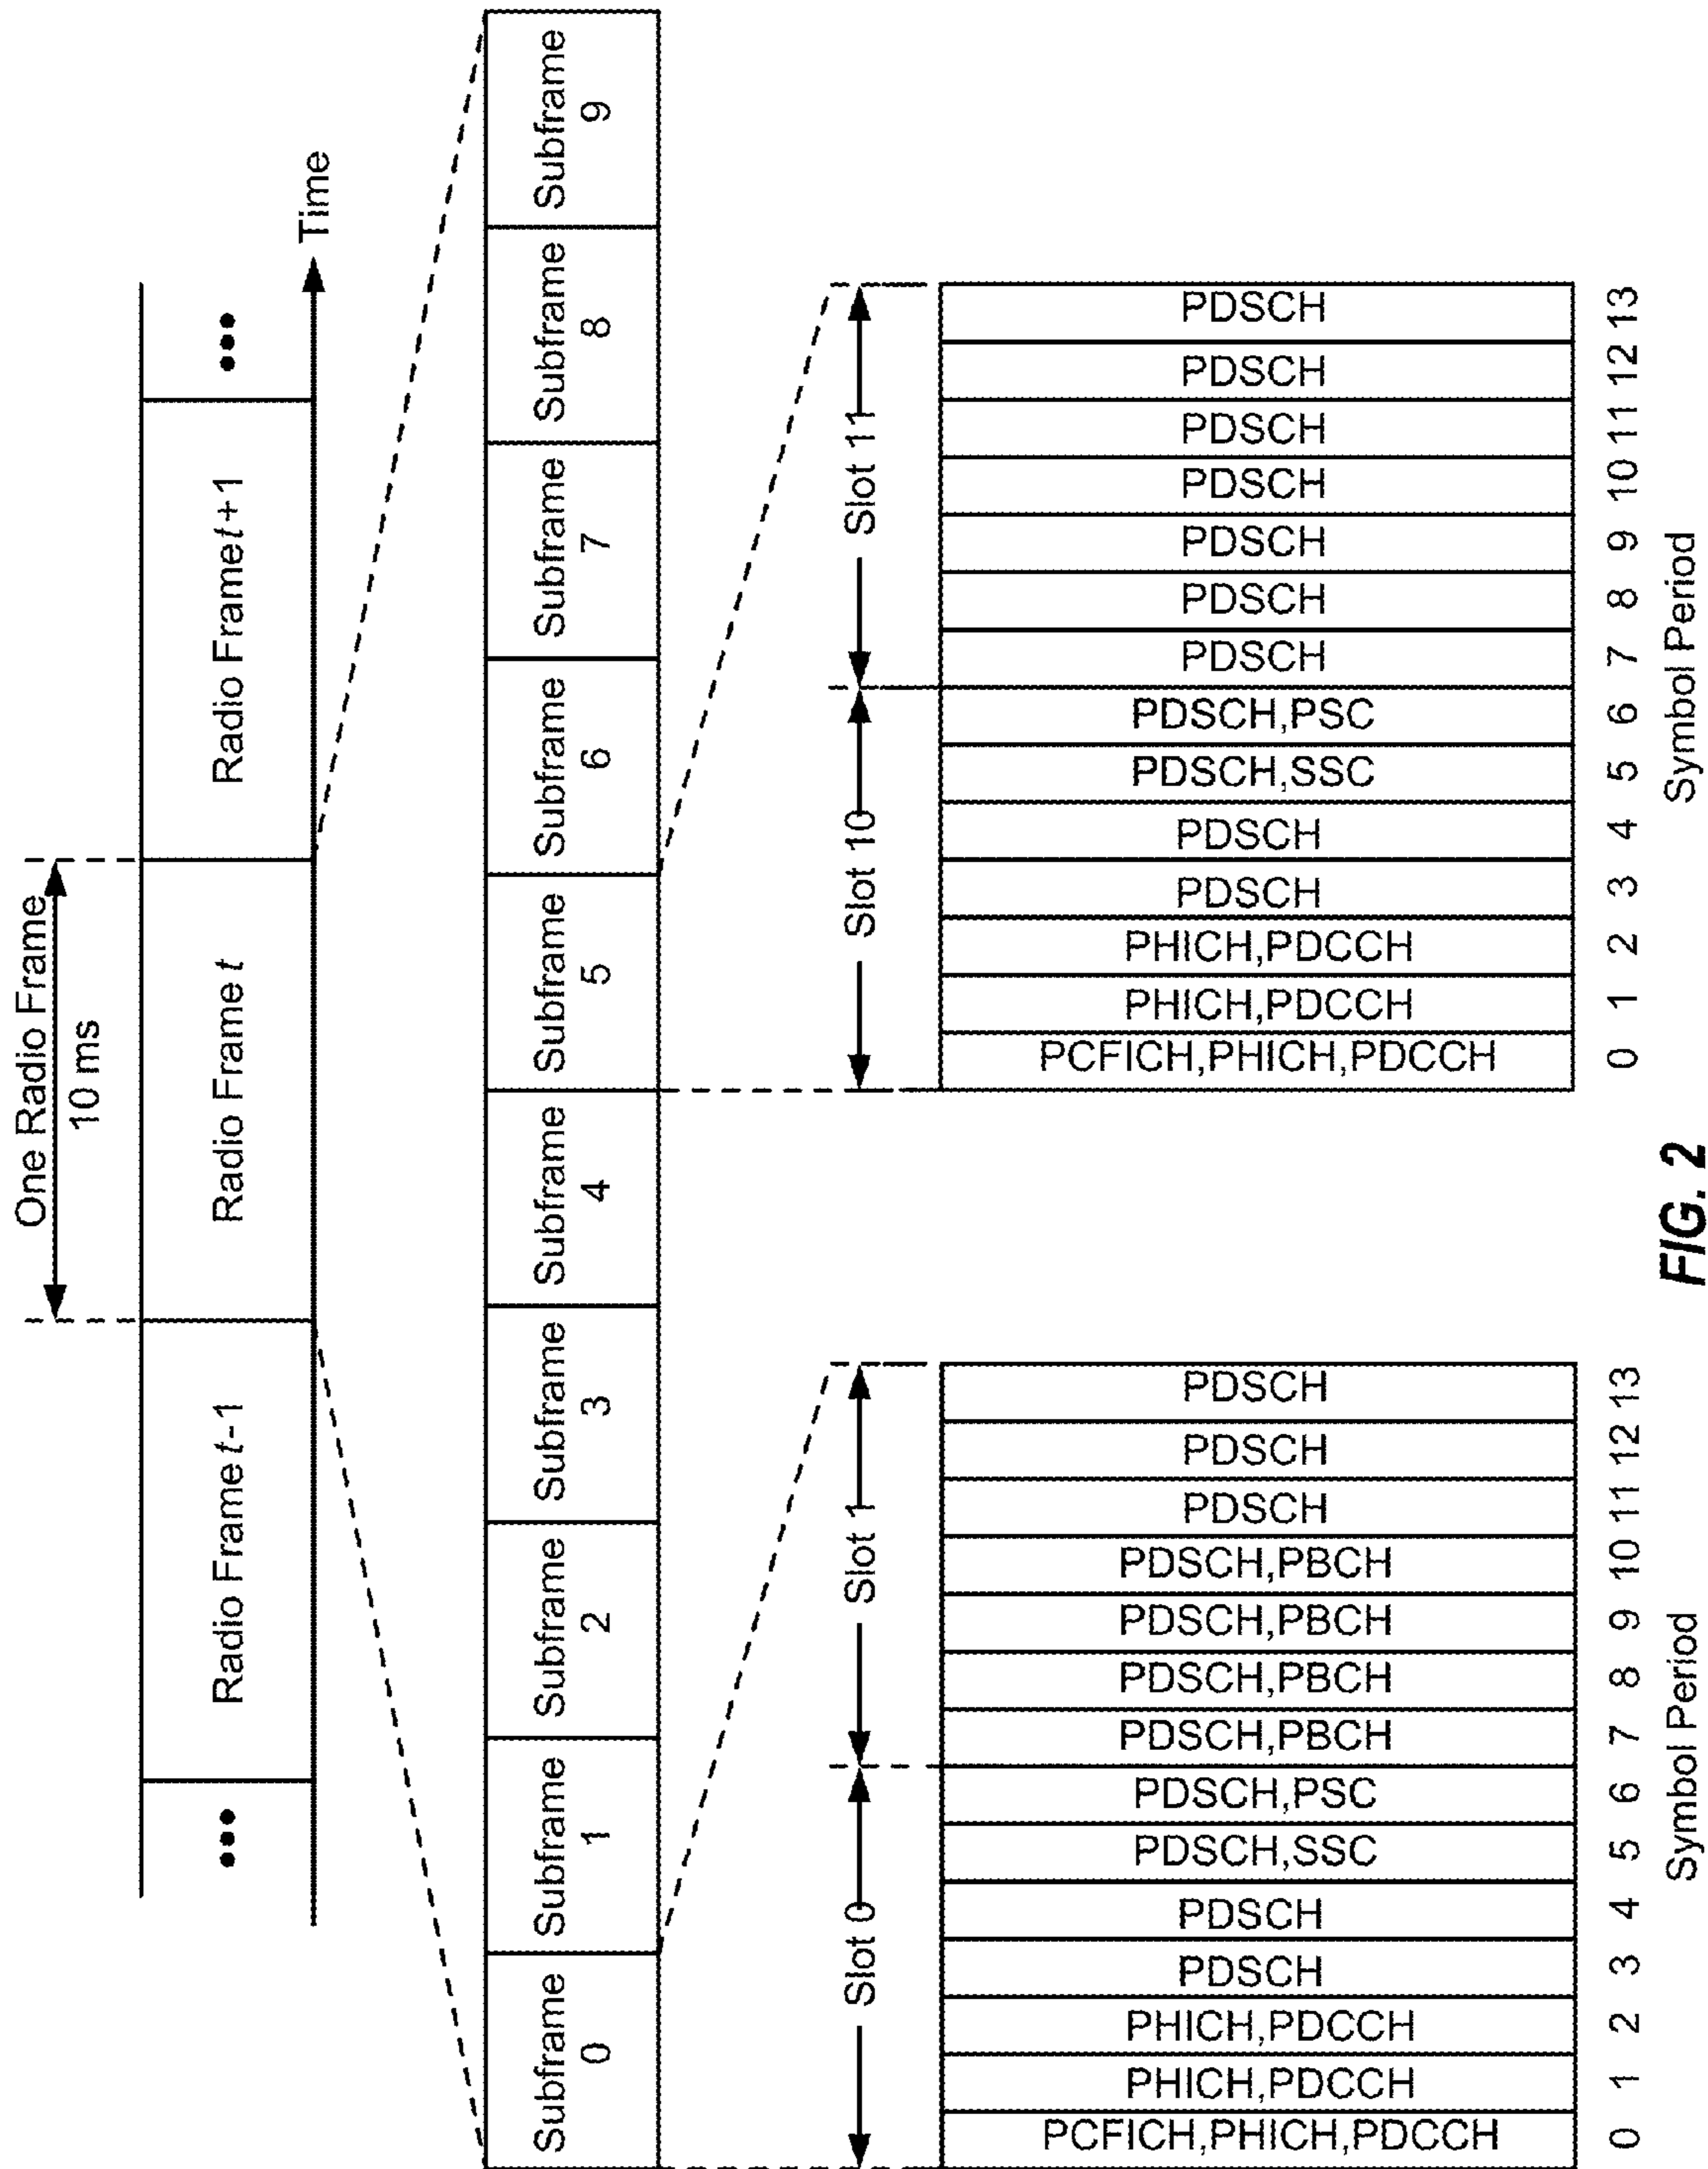 One Radio Frame
10 ms
••• Radio Frame t-1 Radio Frame t Radio Frame t+1 •••
Time
Subframe 0 Subframe 1 Subframe 2 Subframe 3 Subframe 4 Subframe 5 Subframe 6 Subframe 7 Subframe 8 Subframe 9
Slot 0 Slot 1
PCFICH,PHICH,PDCCH
PHICH,PDCCH
PHICH,PDCCH
PDSCH
PDSCH
PDSCH,SSC
PDSCH,PSC
PDSCH,PBCH
PDSCH,PBCH
PDSCH,PBCH
PDSCH,PBCH
PDSCH
PDSCH
PDSCH
0 1 2 3 4 5 6 7 8 9 10 11 12 13
Symbol Period
Slot 10 Slot 11
PCFICH,PHICH,PDCCH
PHICH,PDCCH
PHICH,PDCCH
PDSCH
PDSCH
PDSCH,SSC
PDSCH,PSC
PDSCH
PDSCH
PDSCH
PDSCH
PDSCH
PDSCH
PDSCH
0 1 2 3 4 5 6 7 8 9 10 11 12 13
Symbol Period
FIG. 2